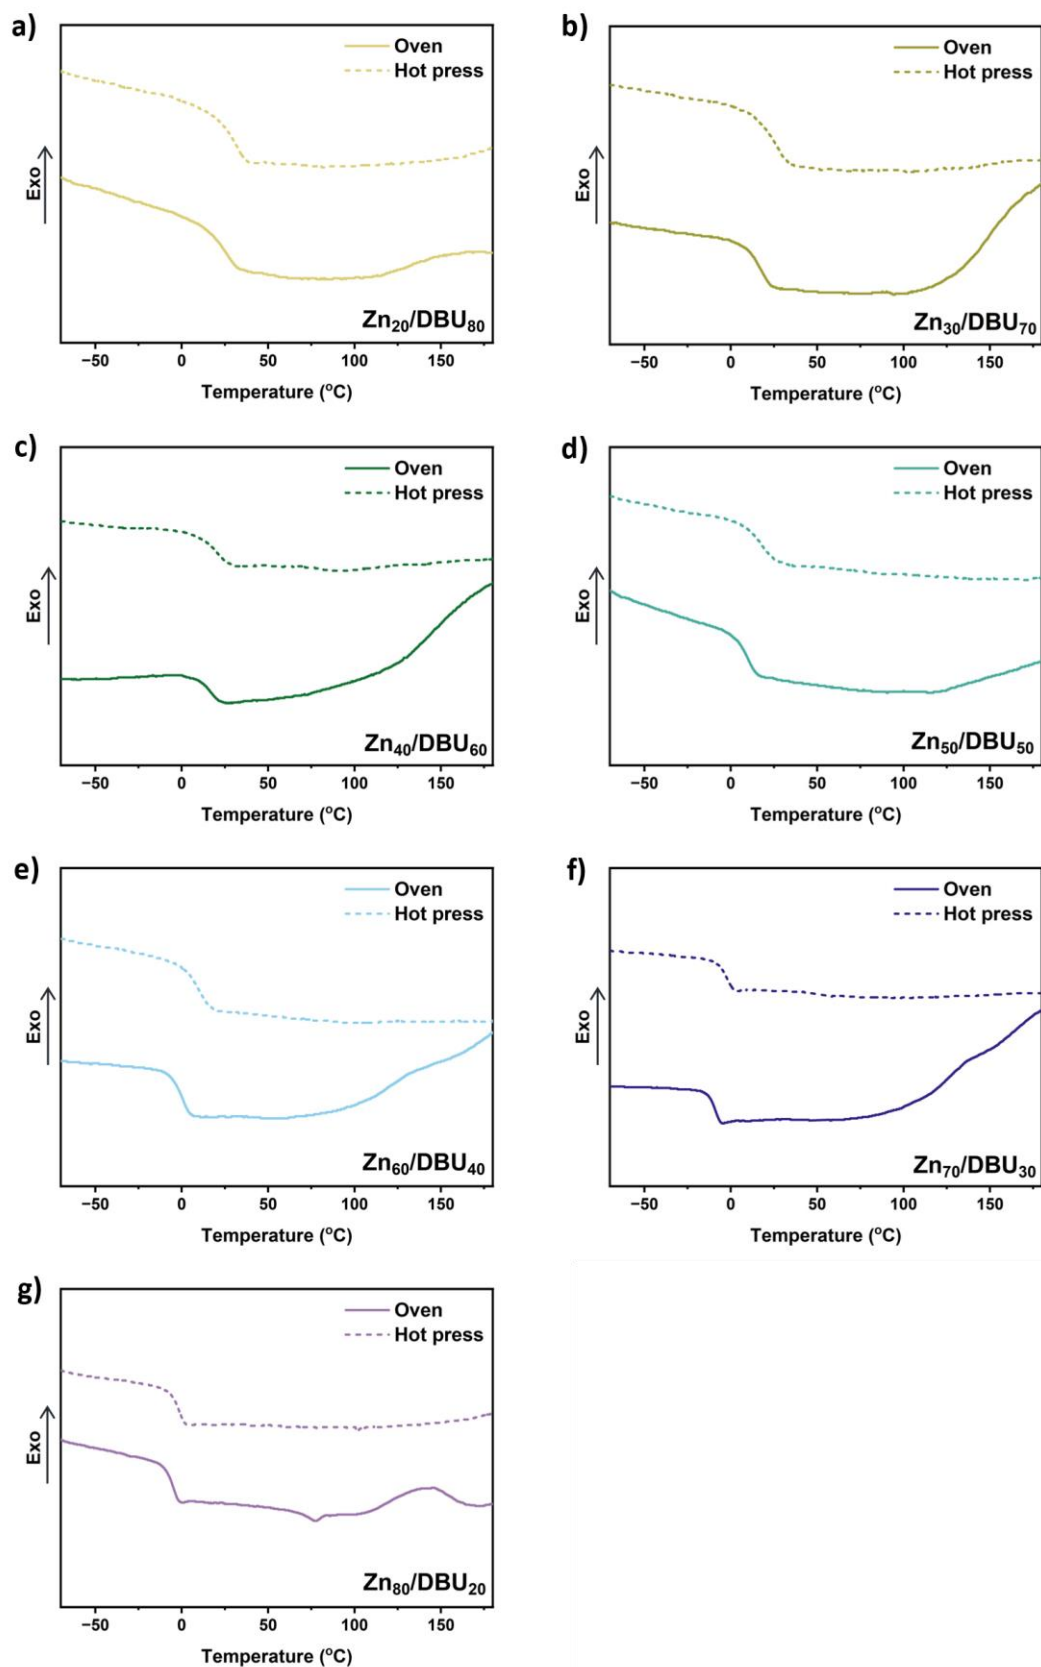 a)
Oven
Hot press
Exo
Zn20/DBU80
−50 0 50 100 150
Temperature (°C)
b)
Oven
Hot press
Exo
Zn30/DBU70
−50 0 50 100 150
Temperature (°C)
c)
Oven
Hot press
Exo
Zn40/DBU60
−50 0 50 100 150
Temperature (°C)
d)
Oven
Hot press
Exo
Zn50/DBU50
−50 0 50 100 150
Temperature (°C)
e)
Oven
Hot press
Exo
Zn60/DBU40
−50 0 50 100 150
Temperature (°C)
f)
Oven
Hot press
Exo
Zn70/DBU30
−50 0 50 100 150
Temperature (°C)
g)
Oven
Hot press
Exo
Zn80/DBU20
−50 0 50 100 150
Temperature (°C)